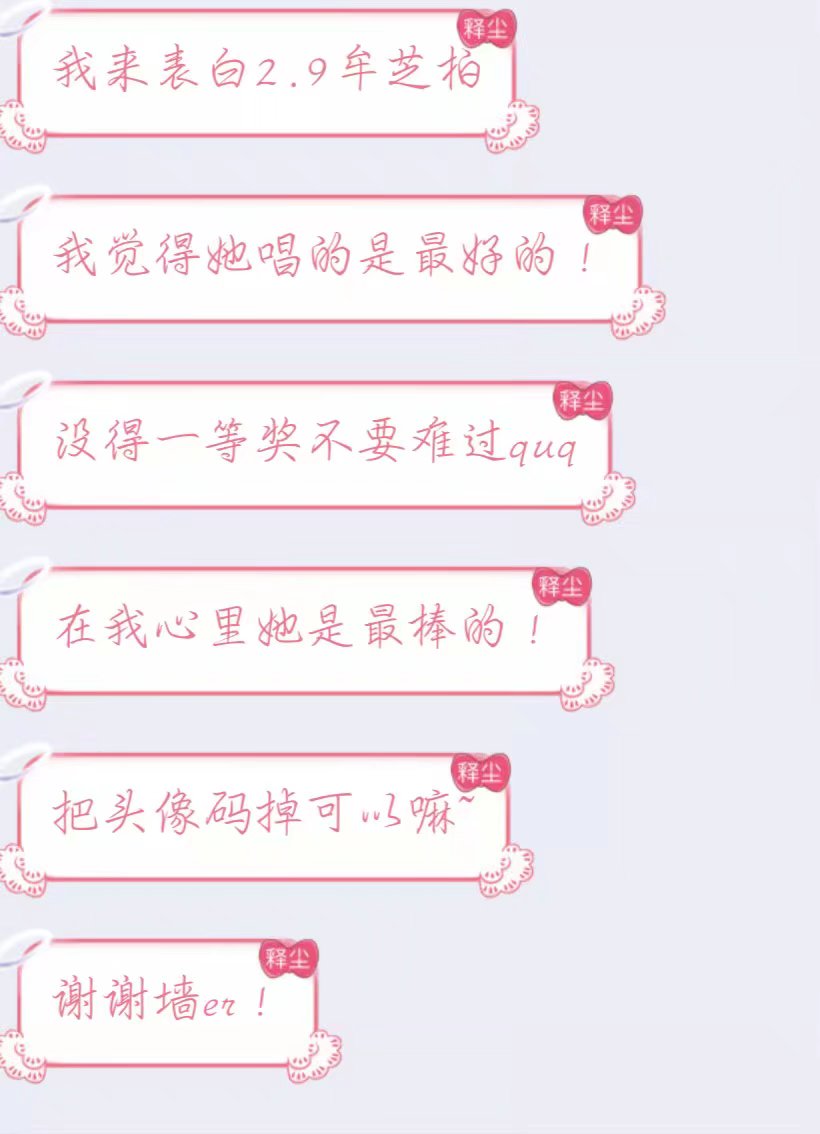 释尘
我来表白2.9牟芝柏
释尘
我觉得她唱的是最好的！
释尘
没得一等奖不要难过quq
释尘
在我心里她是最棒的！
释尘
把头像码掉可以嘛~
释尘
谢谢墙er！